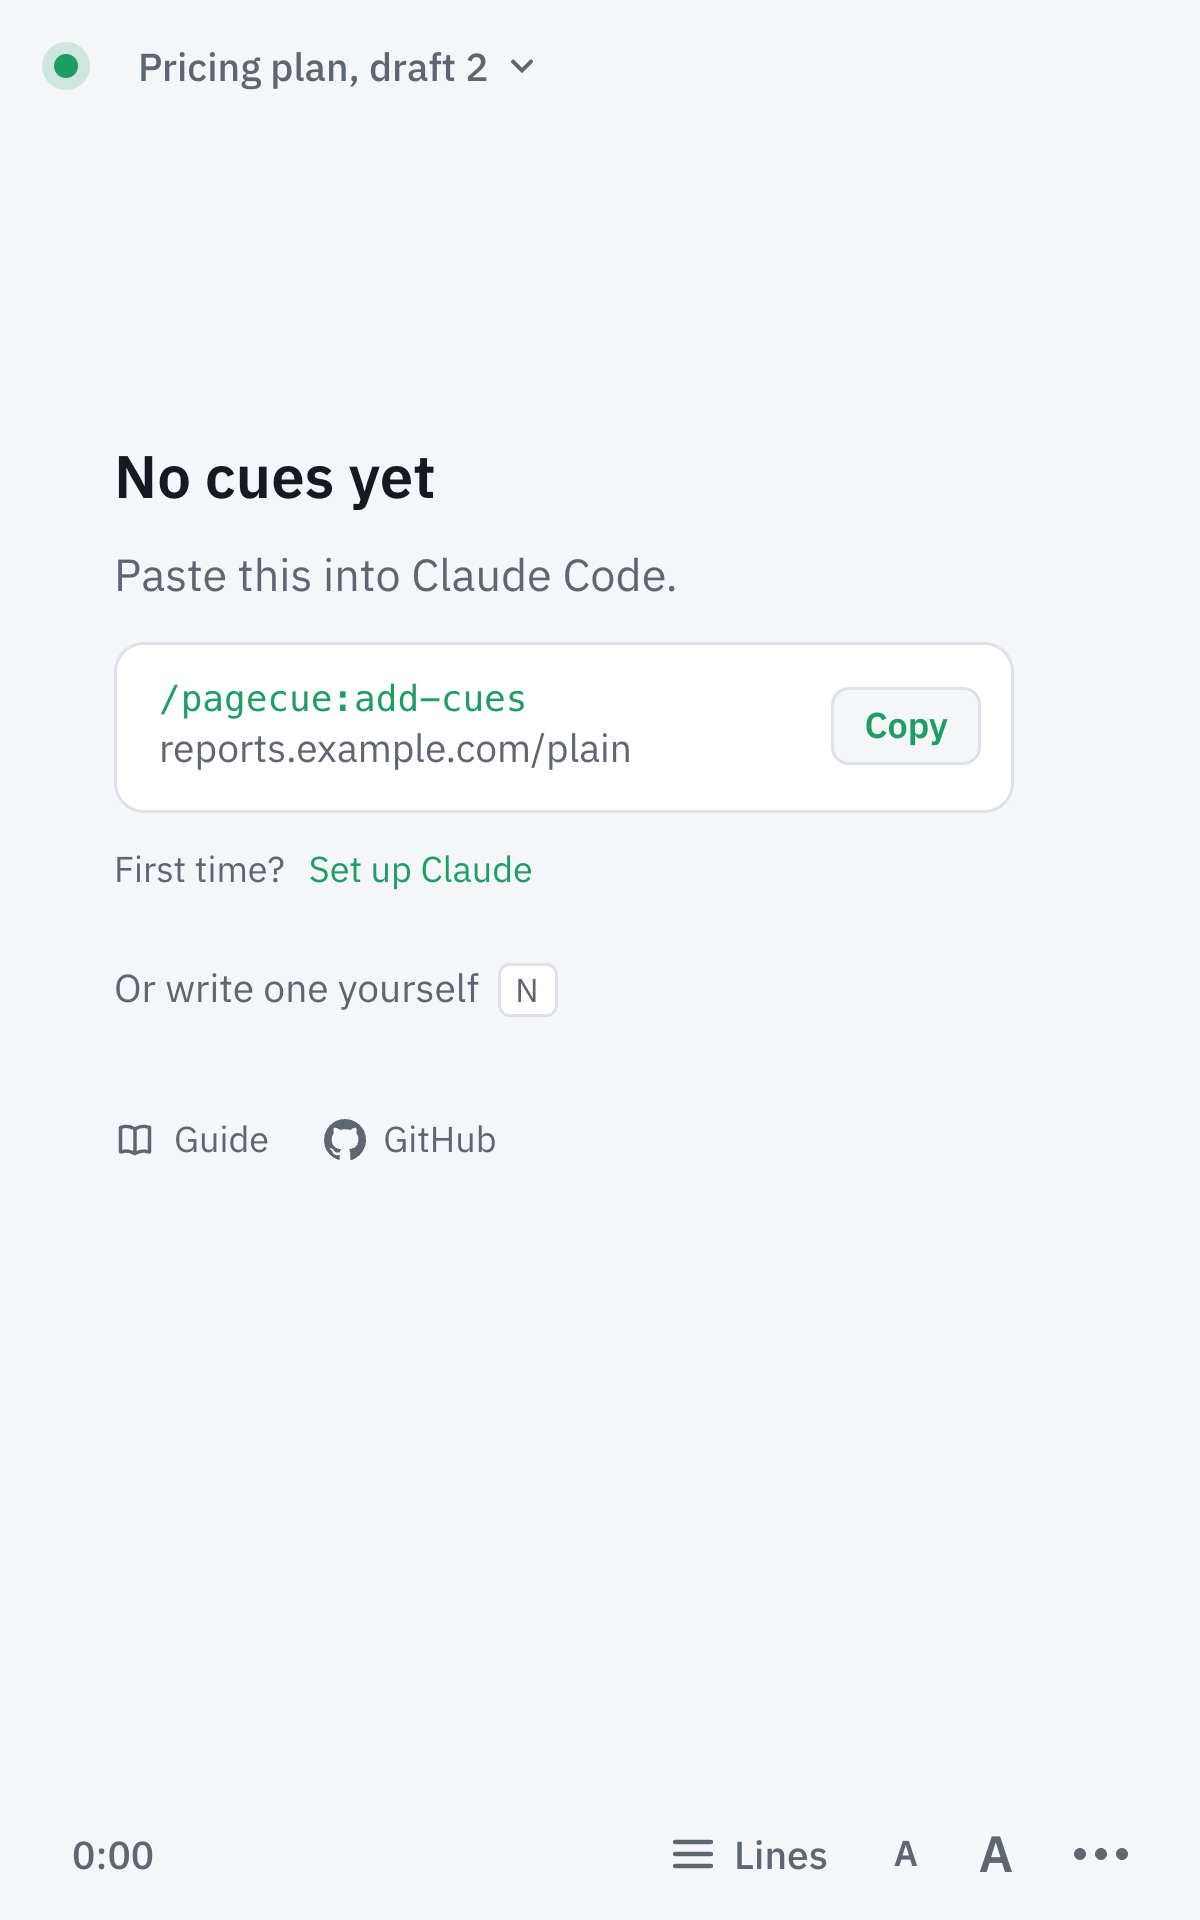 Pricing plan, draft 2
No cues yet
Paste this into Claude Code.
/pagecue:add-cues
reports.example.com/plain
Copy
First time? Set up Claude
Or write one yourself N
Guide GitHub
0:00 Lines A A